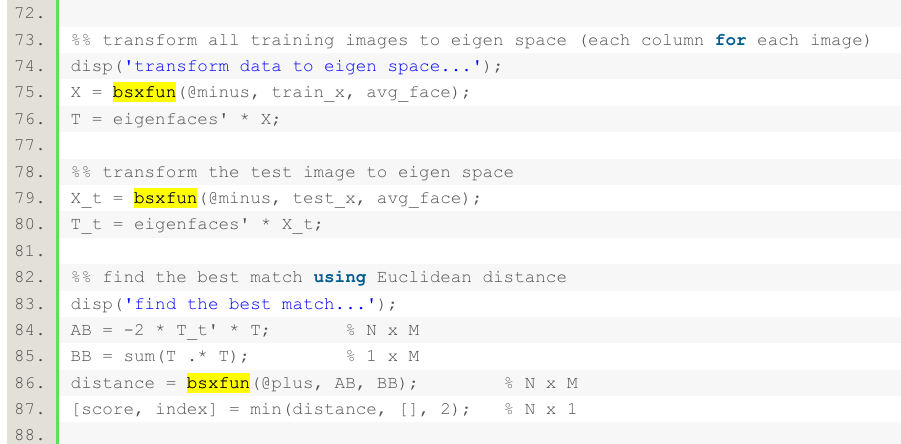 72.
73. %% transform all training images to eigen space (each column for each image)
74. disp('transform data to eigen space...');
75. X = bsxfun(@minus, train_x, avg_face);
76. T = eigenfaces' * X;
77.
78. %% transform the test image to eigen space
79. X_t = bsxfun(@minus, test_x, avg_face);
80. T_t = eigenfaces' * X_t;
81.
82. %% find the best match using Euclidean distance
83. disp('find the best match...');
84. AB = -2 * T_t' * T;       % N x M
85. BB = sum(T .* T);         % 1 x M
86. distance = bsxfun(@plus, AB, BB);        % N x M
87. [score, index] = min(distance, [], 2);   % N x 1
88.